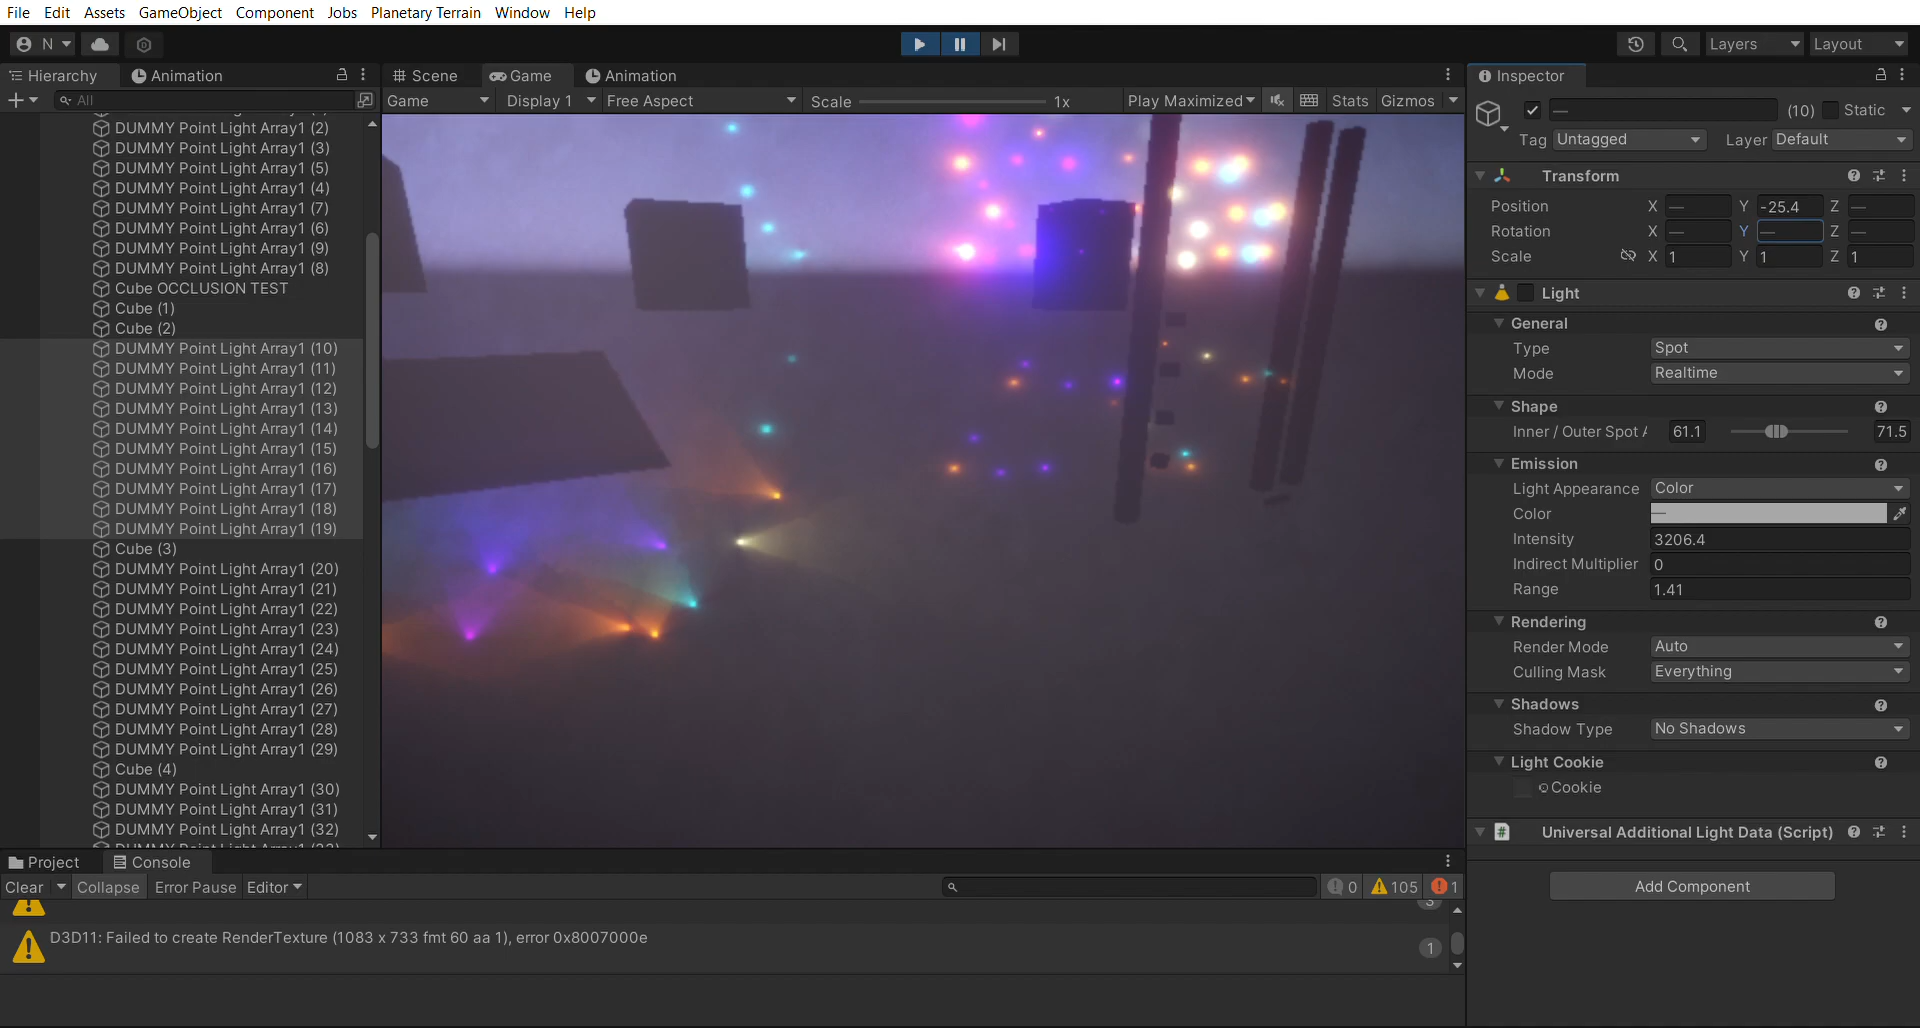 File Edit Assets GameObject Component Jobs Planetary Terrain Window Help
N Layers Layout
Hierarchy Animation
All
DUMMY Point Light Array1 (2)
DUMMY Point Light Array1 (3)
DUMMY Point Light Array1 (5)
DUMMY Point Light Array1 (4)
DUMMY Point Light Array1 (7)
DUMMY Point Light Array1 (6)
DUMMY Point Light Array1 (9)
DUMMY Point Light Array1 (8)
Cube OCCLUSION TEST
Cube (1)
Cube (2)
DUMMY Point Light Array1 (10)
DUMMY Point Light Array1 (11)
DUMMY Point Light Array1 (12)
DUMMY Point Light Array1 (13)
DUMMY Point Light Array1 (14)
DUMMY Point Light Array1 (15)
DUMMY Point Light Array1 (16)
DUMMY Point Light Array1 (17)
DUMMY Point Light Array1 (18)
DUMMY Point Light Array1 (19)
Cube (3)
DUMMY Point Light Array1 (20)
DUMMY Point Light Array1 (21)
DUMMY Point Light Array1 (22)
DUMMY Point Light Array1 (23)
DUMMY Point Light Array1 (24)
DUMMY Point Light Array1 (25)
DUMMY Point Light Array1 (26)
DUMMY Point Light Array1 (27)
DUMMY Point Light Array1 (28)
DUMMY Point Light Array1 (29)
Cube (4)
DUMMY Point Light Array1 (30)
DUMMY Point Light Array1 (31)
DUMMY Point Light Array1 (32)
Scene Game Animation
Game Display 1 Free Aspect Scale 1x Play Maximized Stats Gizmos
Inspector
— (10) Static
Tag Untagged Layer Default
Transform
Position X — Y -25.4 Z —
Rotation X — Y — Z —
Scale X 1 Y 1 Z 1
Light
General
Type Spot
Mode Realtime
Shape
Inner / Outer Spot A 61.1 71.5
Emission
Light Appearance Color
Color —
Intensity 3206.4
Indirect Multiplier 0
Range 1.41
Rendering
Render Mode Auto
Culling Mask Everything
Shadows
Shadow Type No Shadows
Light Cookie
Cookie
Universal Additional Light Data (Script)
Add Component
Project Console
Clear Collapse Error Pause Editor 0 105 1
3
D3D11: Failed to create RenderTexture (1083 x 733 fmt 60 aa 1), error 0x8007000e
1